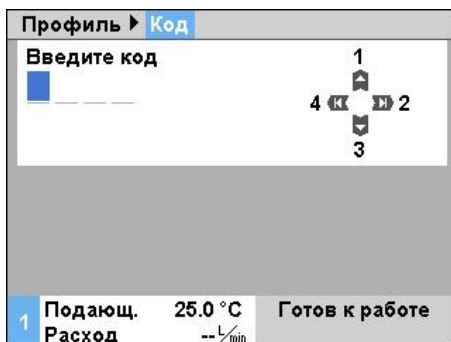 Профиль ▶ Код
Введите код
1
4 2
3
1 Подающ. 25.0 °C Готов к работе
Расход -- L/min